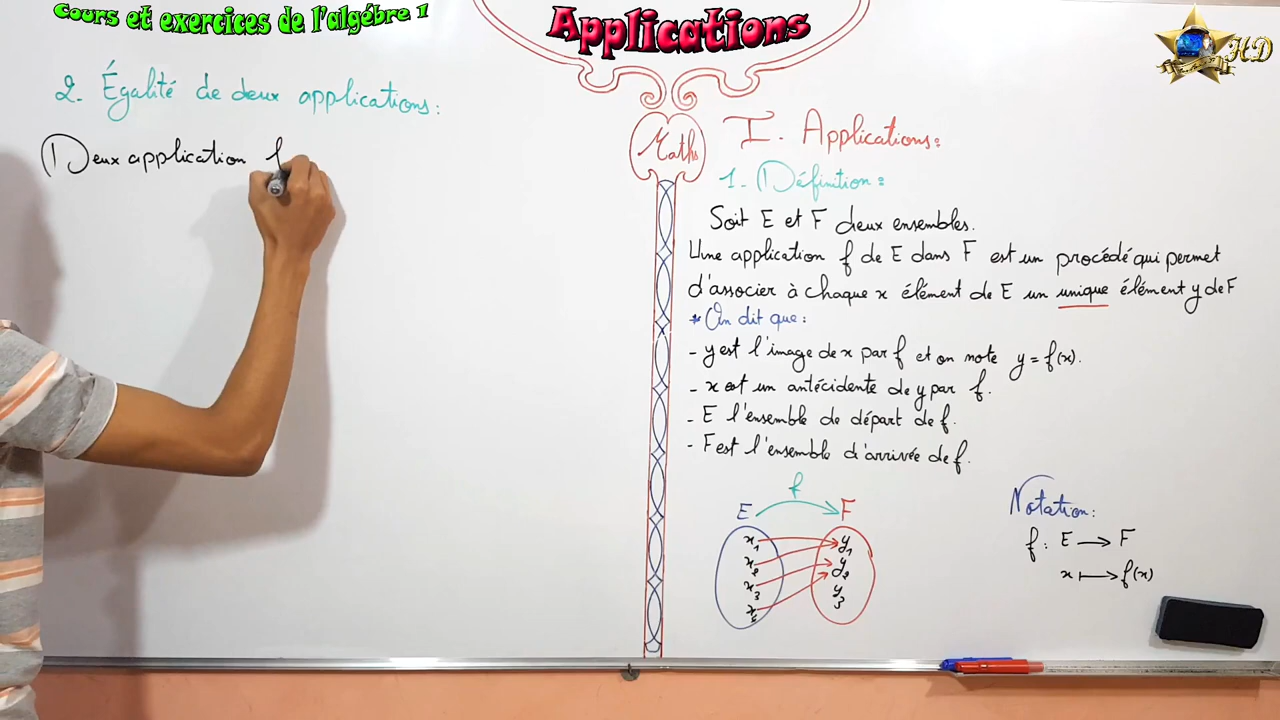 Cours et exercices de l'algébre 1
Applications
HD
2. Égalité de deux applications:
Deux application f
Maths
I. Applications:
1. Définition:
Soit E et F deux ensembles.
Une application f de E dans F est un procédé qui permet
d'associer à chaque x élément de E un unique élément y de F
* On dit que:
- y est l'image de x par f et on note y = f(x).
- x est un antécidente de y par f.
- E l'ensemble de départ de f.
- F est l'ensemble d'arrivée de f.
f
E F
x₁ y₁
x₂ y₂
x₃ y₃
x₄
Notation:
f: E ⟶ F
x ⟼ f(x)